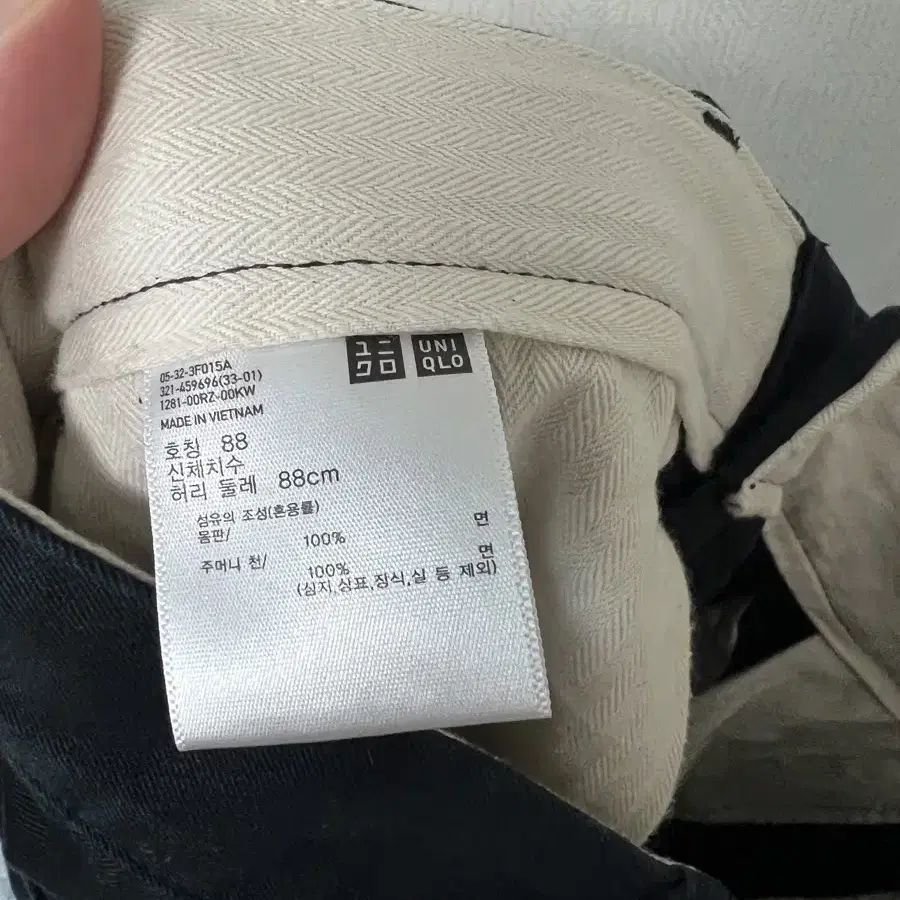 ユニ
クロ
UNI
QLO
05-32-3F015A
321-459696(33-01)
1281-00RZ-00KW
MADE IN VIETNAM
호칭 88
신체치수
허리 둘레 88cm
섬유의 조성(혼용률)
몸판/ 100% 면
주머니 천/ 100% 면
(심지,상표,장식,실 등 제외)